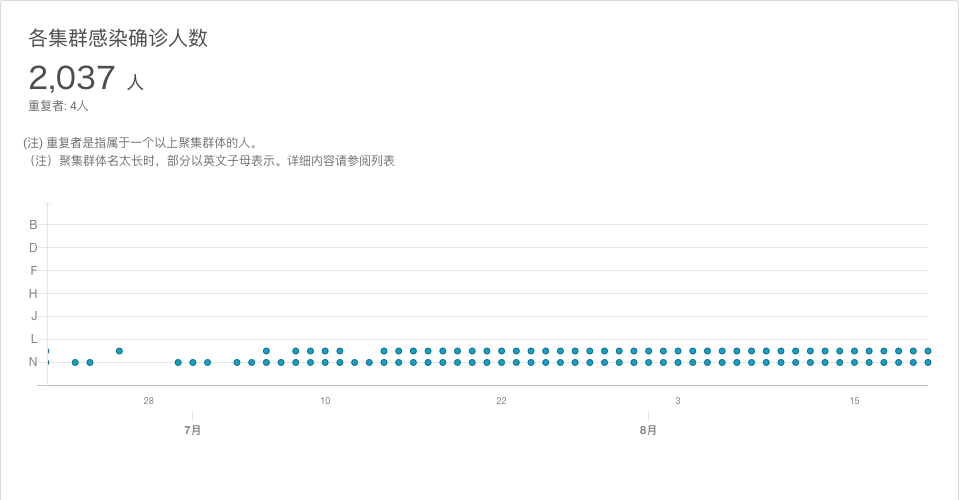 各集群感染确诊人数
2,037 人
重复者: 4人
(注) 重复者是指属于一个以上聚集群体的人。
（注）聚集群体名太长时，部分以英文子母表示。详细内容请参阅列表
B
D
F
H
J
L
N
28 10 22 3 15
7月 8月